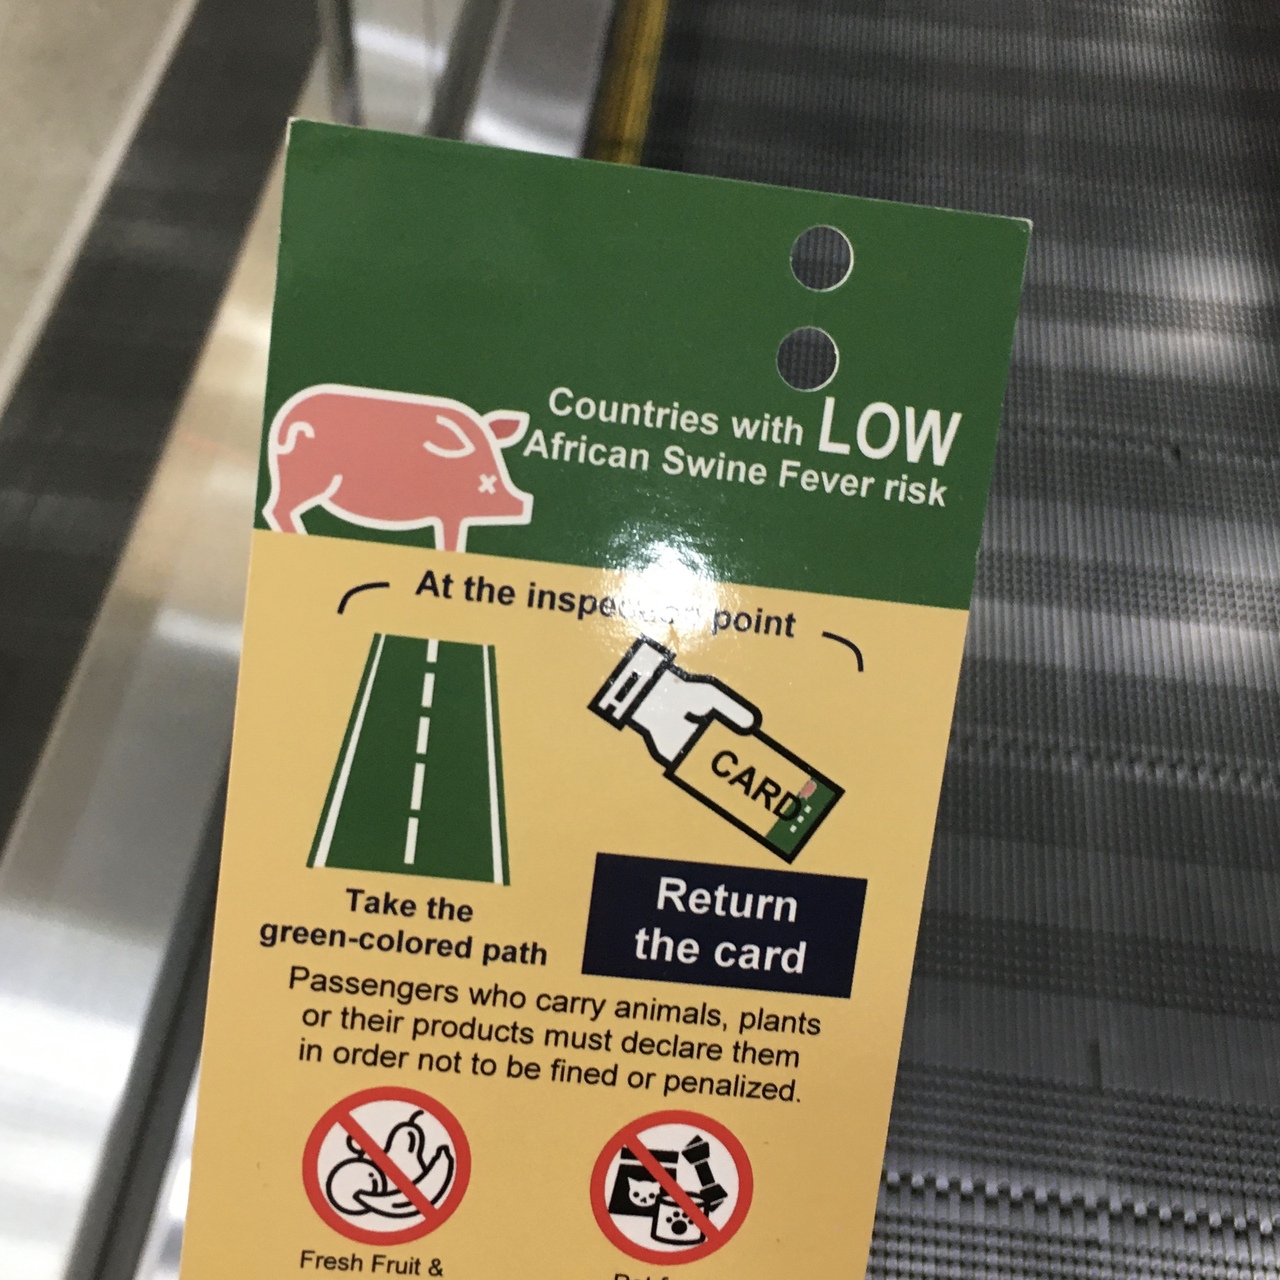 Countries with LOW
African Swine Fever risk
At the inspection point
CARD
Take the
green-colored path
Return
the card
Passengers who carry animals, plants
or their products must declare them
in order not to be fined or penalized.
Fresh Fruit &